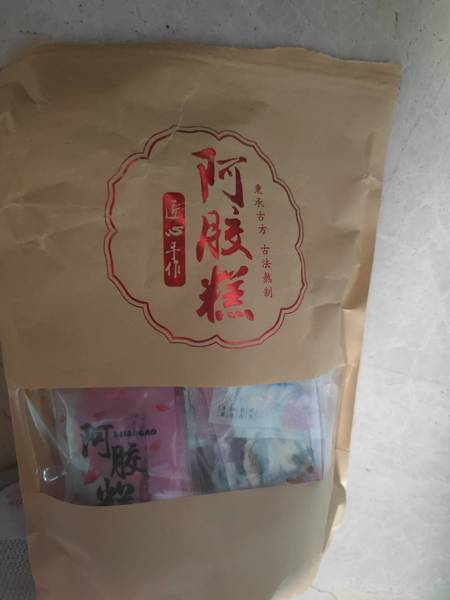 阿胶糕
秉承古方 古法熬制
匠心手作
阿胶糕